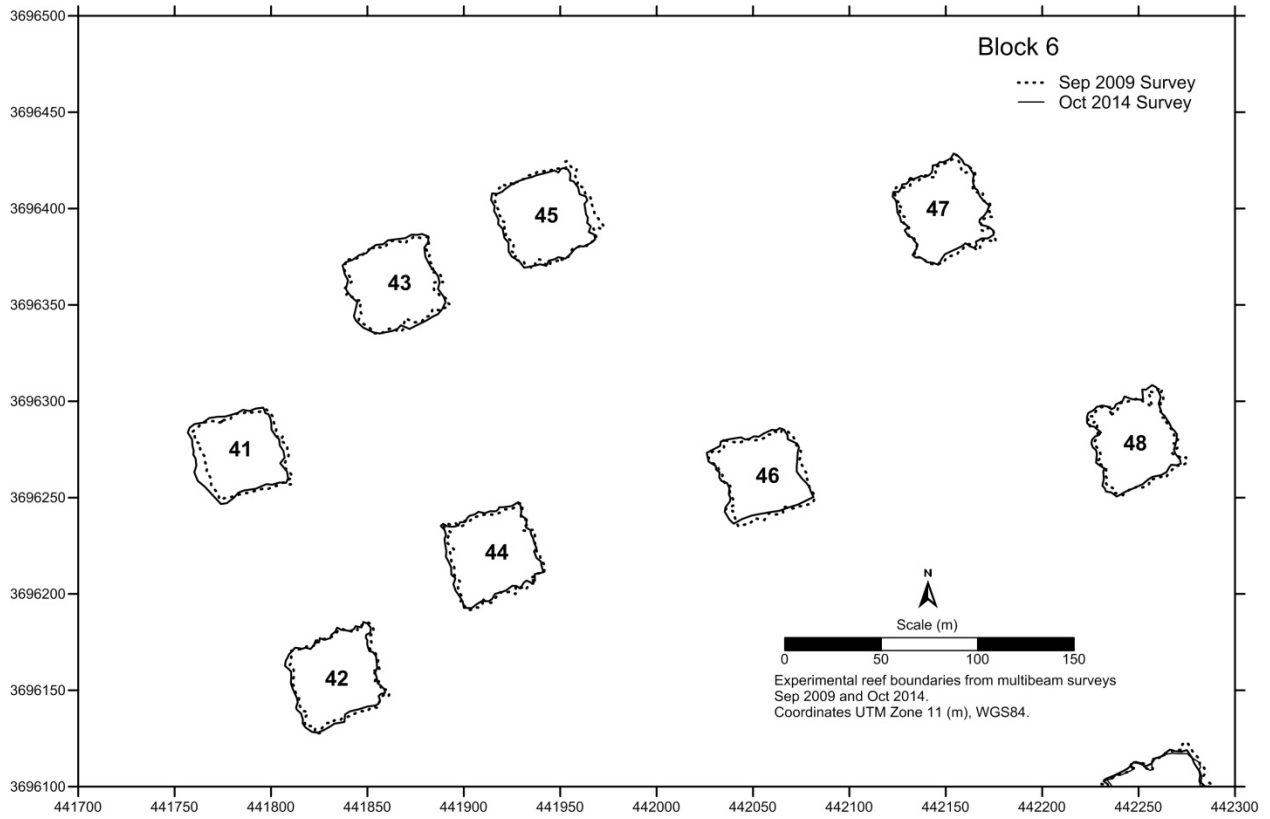 3696500
Block 6
Sep 2009 Survey
Oct 2014 Survey
3696450
3696400
45
47
43
3696350
3696300
41
48
46
3696250
44
3696200
N
Scale (m)
0 50 100 150
42
Experimental reef boundaries from multibeam surveys
Sep 2009 and Oct 2014.
Coordinates UTM Zone 11 (m), WGS84.
3696150
3696100
441700 441750 441800 441850 441900 441950 442000 442050 442100 442150 442200 442250 442300